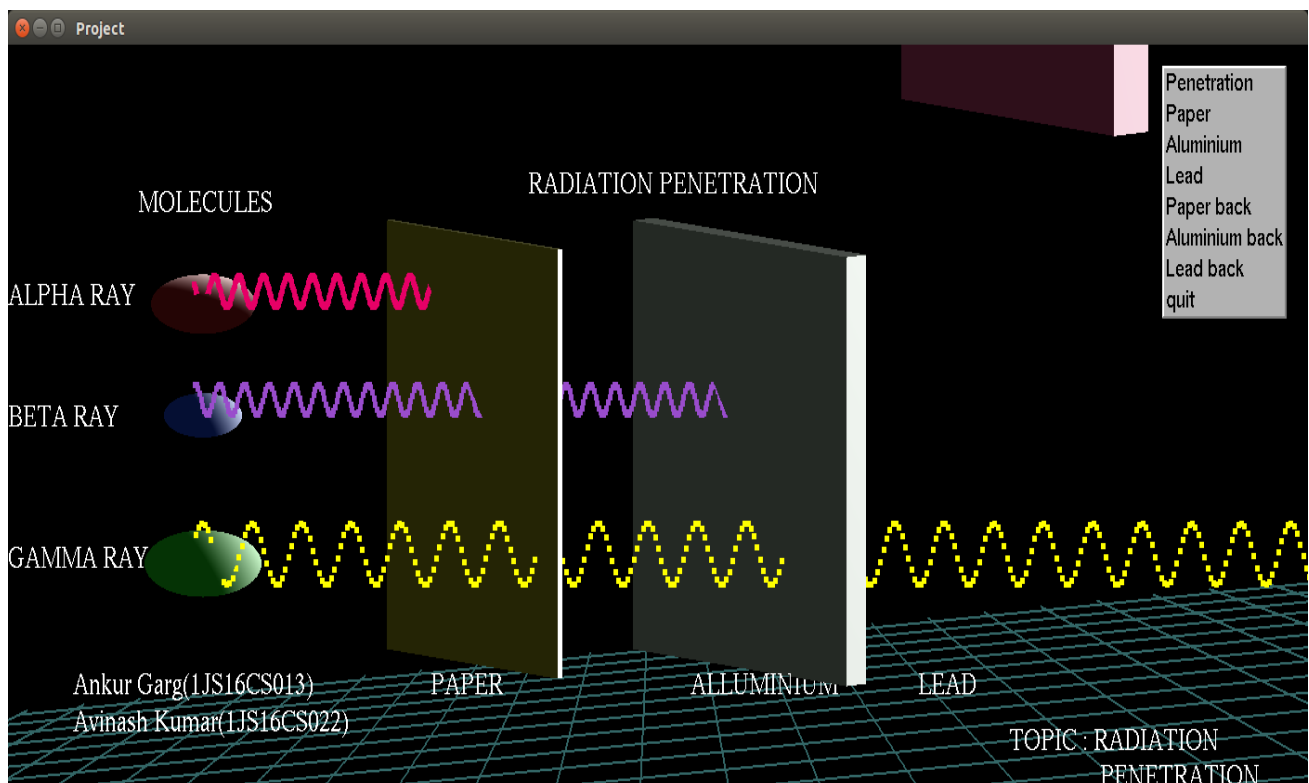 Project
Penetration
Paper
Aluminium
Lead
Paper back
Aluminium back
Lead back
quit
RADIATION PENETRATION
MOLECULES
ALPHA RAY
BETA RAY
GAMMA RAY
Ankur Garg(1JS16CS013)
PAPER
ALLUMINIUM
LEAD
Avinash Kumar(1JS16CS022)
TOPIC : RADIATION
PENETRATION